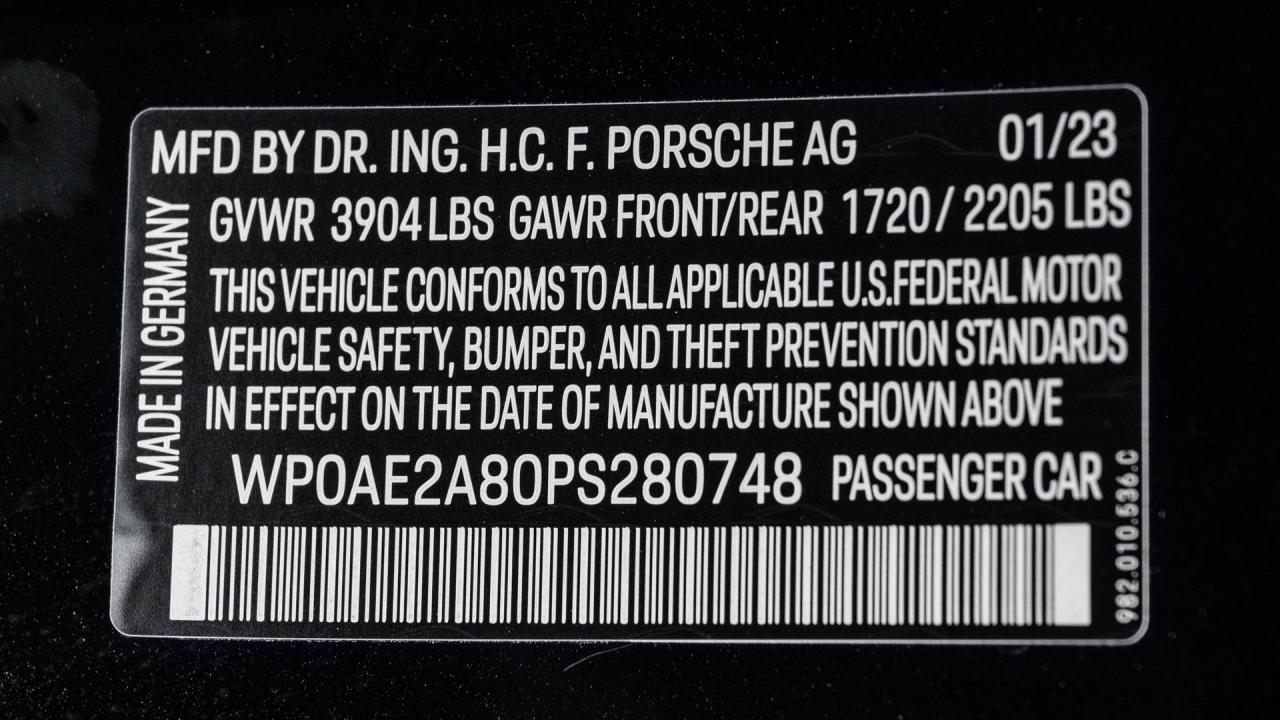 MFD BY DR. ING. H.C. F. PORSCHE AG 01/23
GVWR 3904 LBS GAWR FRONT/REAR 1720 / 2205 LBS
THIS VEHICLE CONFORMS TO ALL APPLICABLE U.S.FEDERAL MOTOR
VEHICLE SAFETY, BUMPER, AND THEFT PREVENTION STANDARDS
IN EFFECT ON THE DATE OF MANUFACTURE SHOWN ABOVE
WP0AE2A80PS280748 PASSENGER CAR
MADE IN GERMANY
982.010.536.C